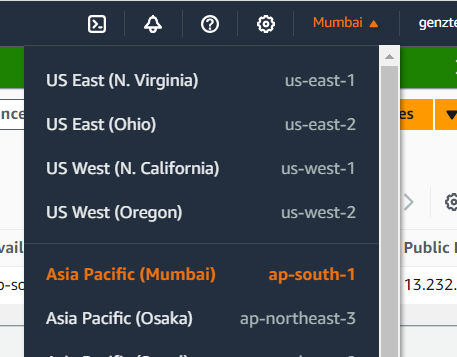 Mumbai ▲ genzte
US East (N. Virginia) us-east-1
US East (Ohio) us-east-2
nce
es
US West (N. California) us-west-1
US West (Oregon) us-west-2
vail
Public I
Asia Pacific (Mumbai) ap-south-1
p-so
13.232.
Asia Pacific (Osaka) ap-northeast-3